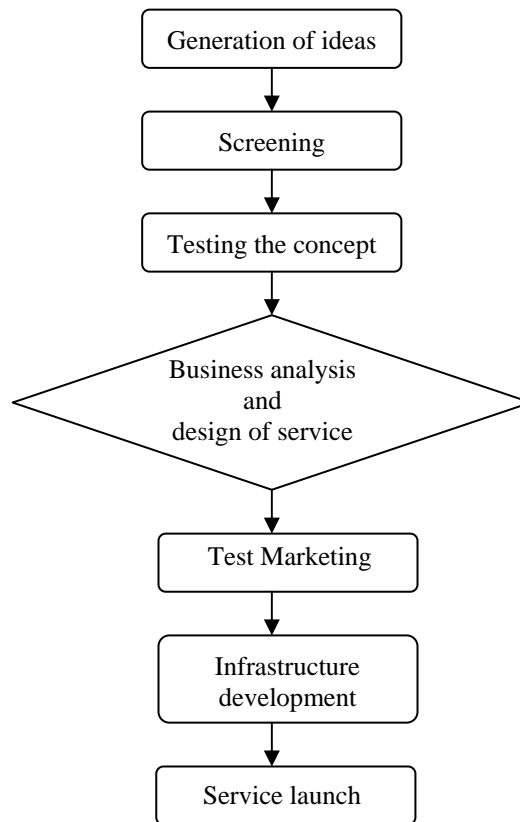 Generation of ideas
Screening
Testing the concept
Business analysis
and
design of service
Test Marketing
Infrastructure
development
Service launch